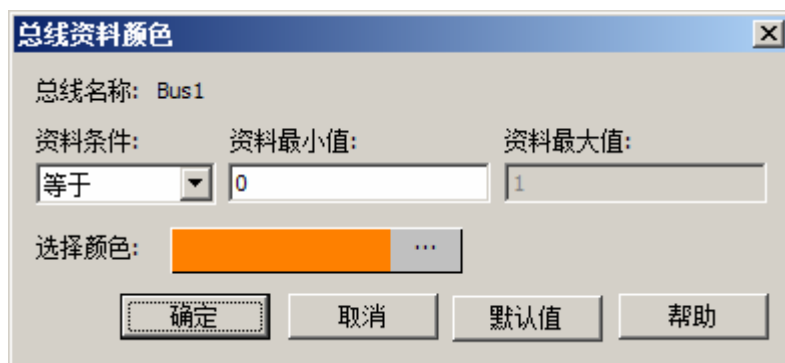 总线资料颜色
总线名称: Bus1
资料条件: 资料最小值: 资料最大值:
等于 0 1
选择颜色: ...
确定 取消 默认值 帮助